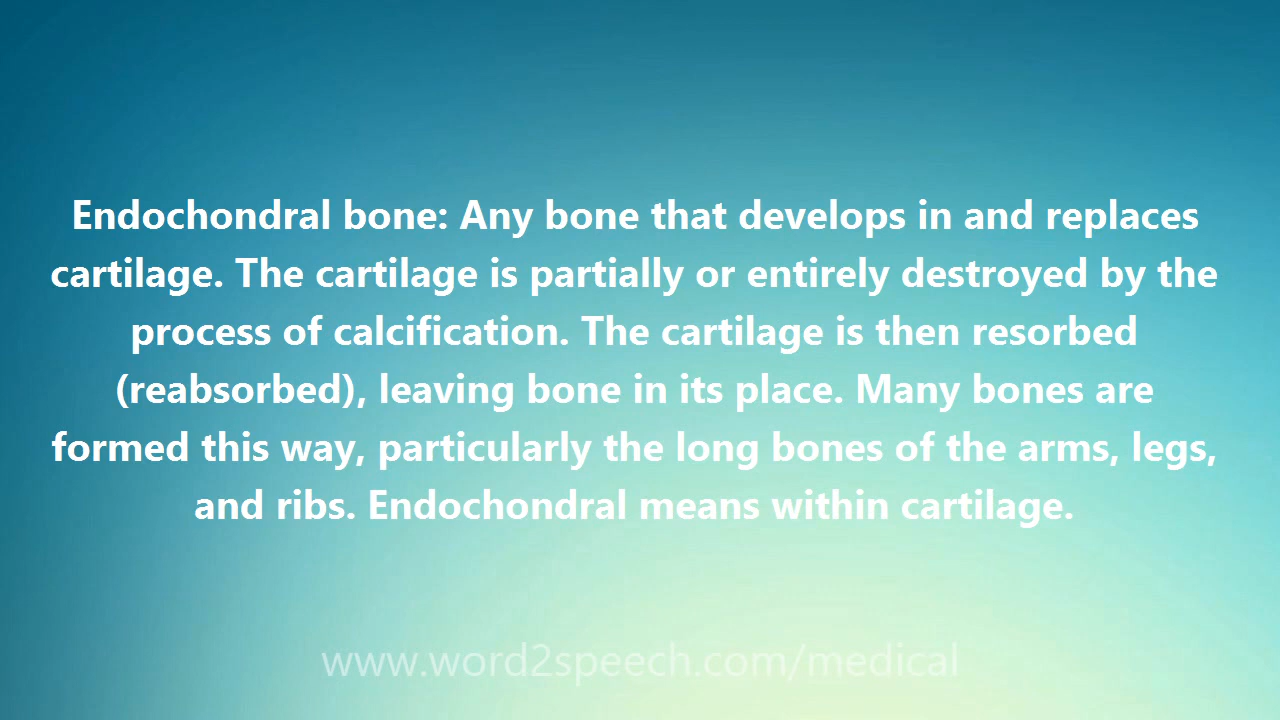 Endochondral bone: Any bone that develops in and replaces
cartilage. The cartilage is partially or entirely destroyed by the
process of calcification. The cartilage is then resorbed
(reabsorbed), leaving bone in its place. Many bones are
formed this way, particularly the long bones of the arms, legs,
and ribs. Endochondral means within cartilage.
www.word2speech.com/medical